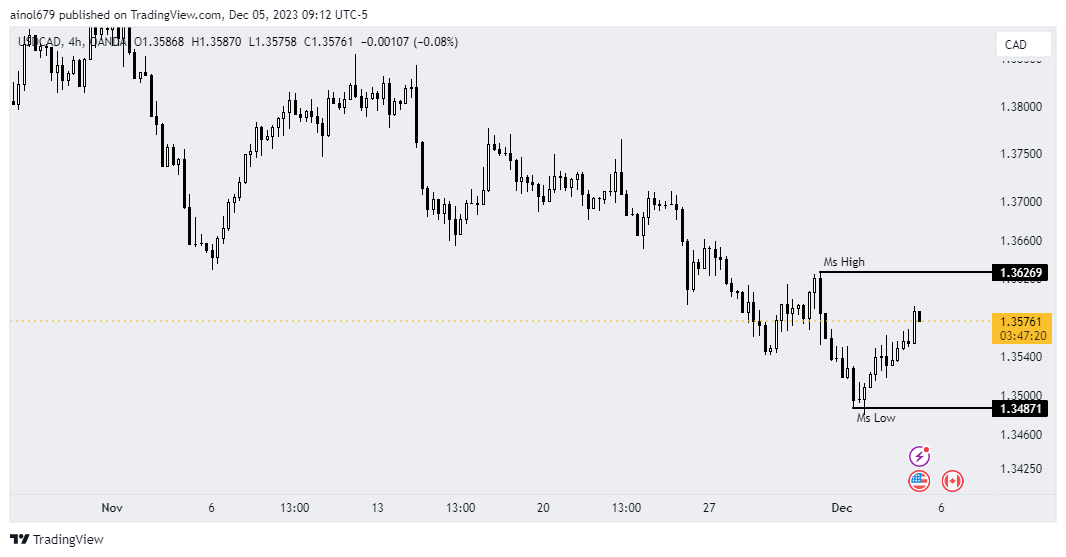 ainol679 published on TradingView.com, Dec 05, 2023 09:12 UTC-5
USDCAD, 4h, OANDA O1.35868 H1.35870 L1.35758 C1.35761 −0.00107 (−0.08%)
CAD
1.38000
1.37500
1.37000
1.36600
Ms High
1.36269
1.35761
03:47:20
1.35400
1.35000
1.34871
Ms Low
1.34600
1.34250
Nov 6 13:00 13 13:00 20 13:00 27 Dec 6
TradingView